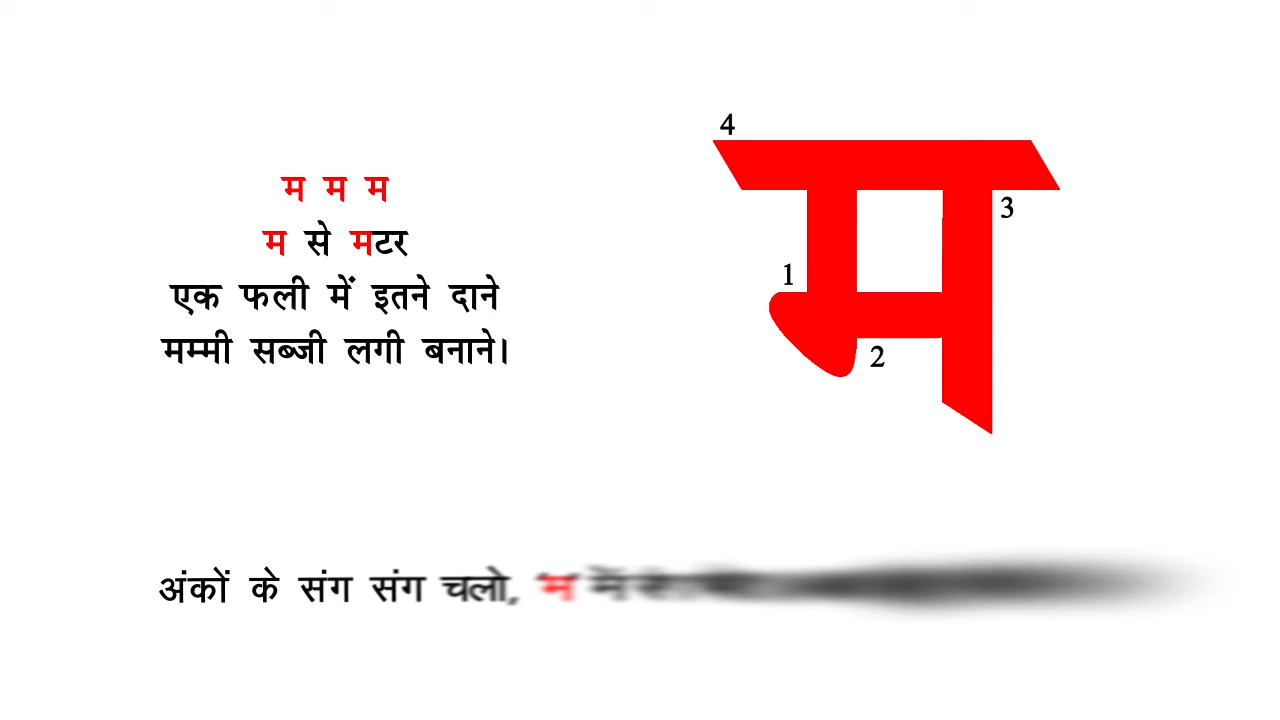 म म म
म से मटर
एक फली में इतने दाने
मम्मी सब्जी लगी बनाने।
4
म
3
1
2
अंकों के संग संग चलो, म में